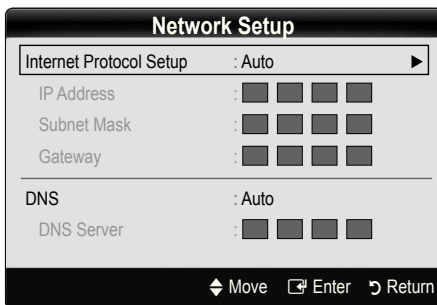 Network Setup
Internet Protocol Setup : Auto ►
IP Address :
Subnet Mask :
Gateway :
DNS : Auto
DNS Server :
Move Enter Return